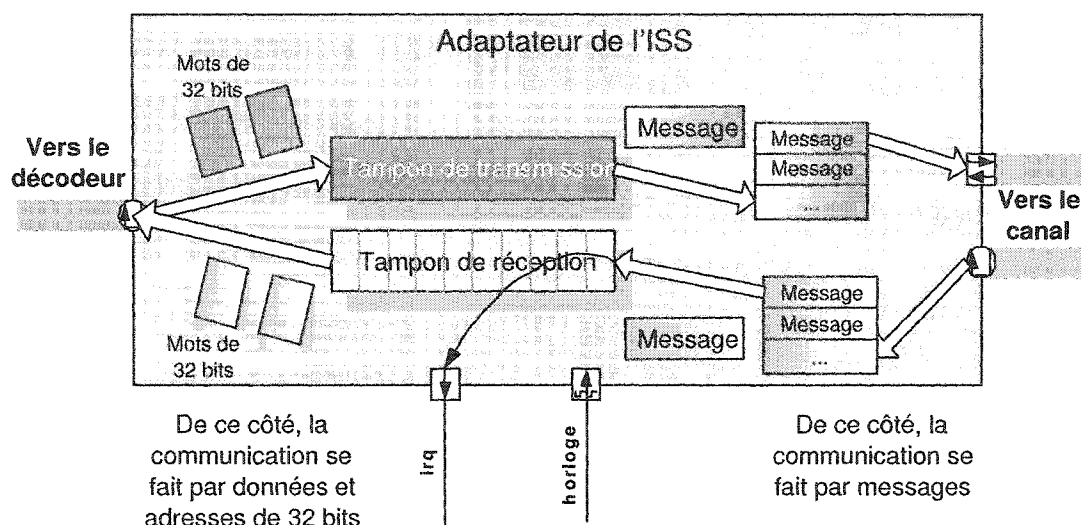 Adaptateur de l'ISS
Mots de
32 bits
Vers le
décodeur
Tampon de transmission
Message
Message
Message
...
Vers le
canal
Tampon de réception
Message
Message
Message
...
Mots de
32 bits
irq
horloge
De ce côté, la
communication se
fait par données et
adresses de 32 bits
De ce côté, la
communication se
fait par messages